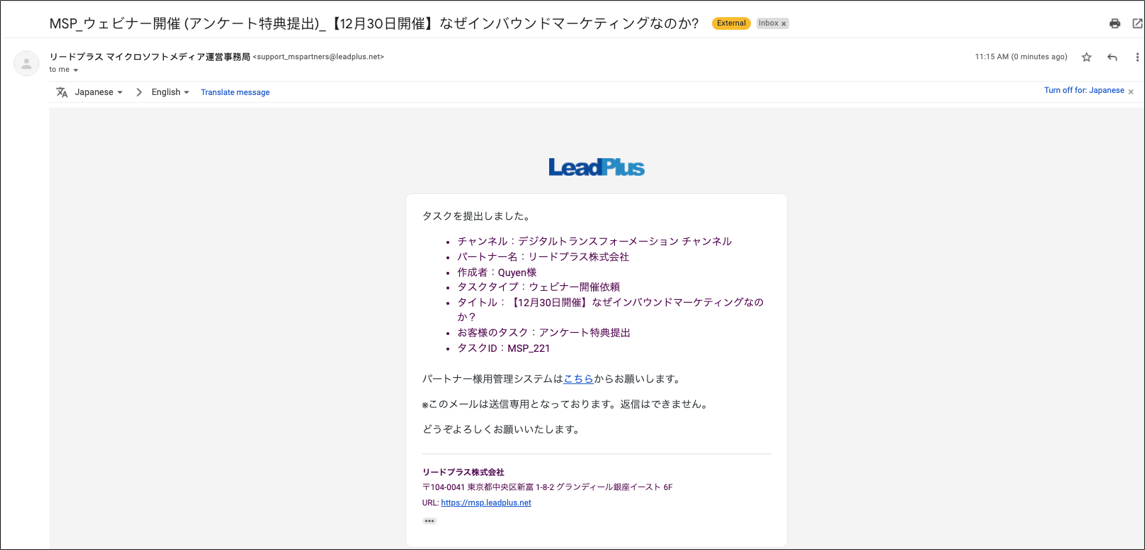 MSP_ウェビナー開催 (アンケート特典提出)_【12月30日開催】なぜインバウンドマーケティングなのか? External Inbox ×
リードプラス マイクロソフトメディア運営事務局 <support_mspartners@leadplus.net> 11:15 AM (0 minutes ago)
to me
Japanese > English Translate message Turn off for: Japanese ×
LeadPlus
タスクを提出しました。
• チャンネル：デジタルトランスフォーメーション チャンネル
• パートナー名：リードプラス株式会社
• 作成者：Quyen様
• タスクタイプ：ウェビナー開催依頼
• タイトル：【12月30日開催】なぜインバウンドマーケティングなの
か？
• お客様のタスク：アンケート特典提出
• タスクID：MSP_221
パートナー様用管理システムはこちらからお願いします。
※このメールは送信専用となっております。返信はできません。
どうぞよろしくお願いいたします。
リードプラス株式会社
〒104-0041 東京都中央区新富 1-8-2 グランディール銀座イースト 6F
URL: https://msp.leadplus.net